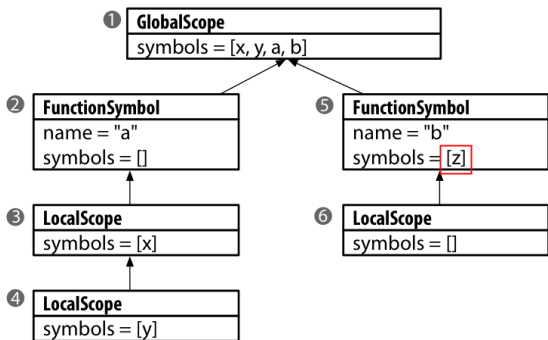 ❶ GlobalScope
symbols = [x, y, a, b]
❷ FunctionSymbol
name = "a"
symbols = []
❸ LocalScope
symbols = [x]
❹ LocalScope
symbols = [y]
❺ FunctionSymbol
name = "b"
symbols = [z]
❻ LocalScope
symbols = []